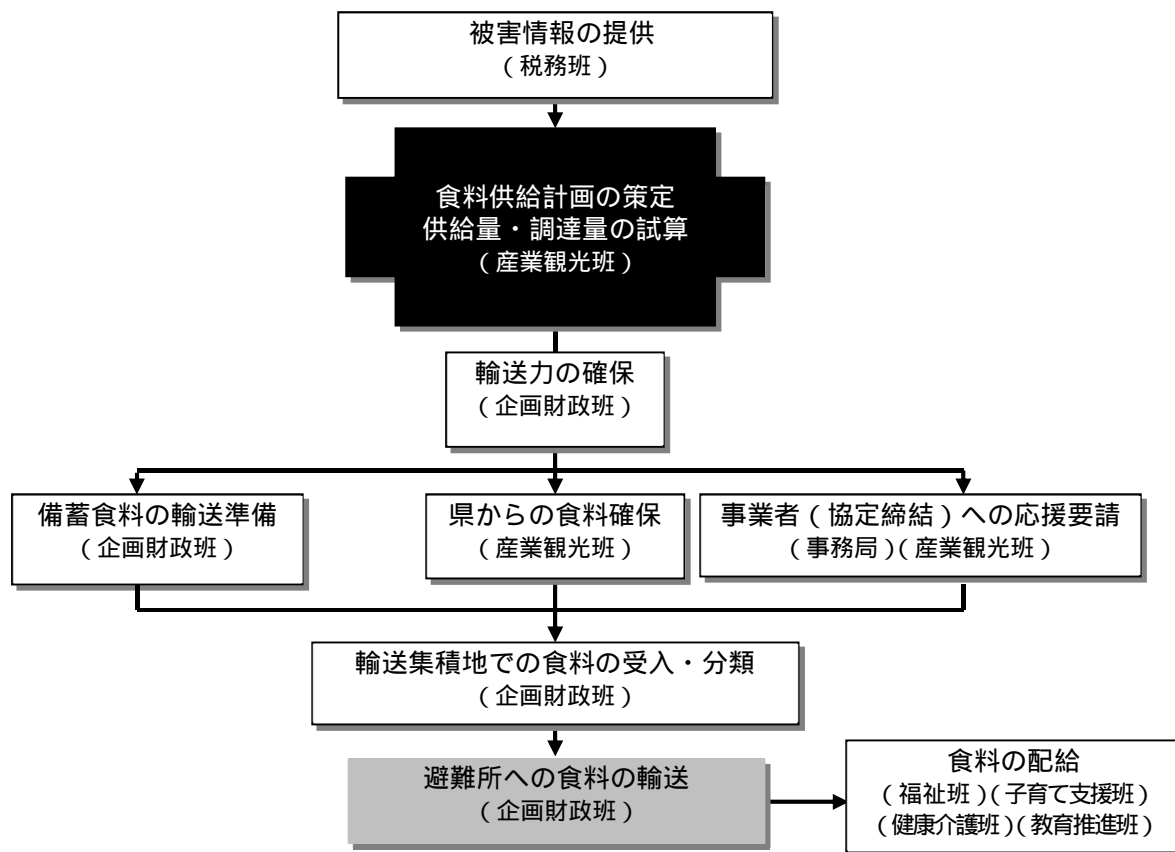 被害情報の提供
（税務班）
食料供給計画の策定
供給量・調達量の試算
（産業観光班）
輸送力の確保
（企画財政班）
備蓄食料の輸送準備
（企画財政班）
県からの食料確保
（産業観光班）
事業者（協定締結）への応援要請
（事務局）（産業観光班）
輸送集積地での食料の受入・分類
（企画財政班）
避難所への食料の輸送
（企画財政班）
食料の配給
（福祉班）（子育て支援班）
（健康介護班）（教育推進班）